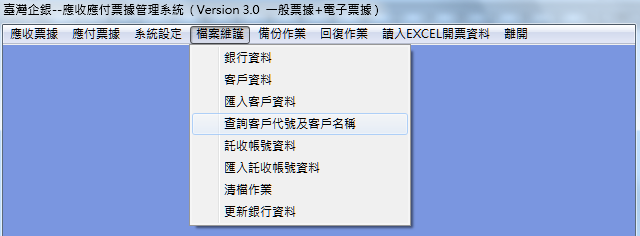 臺灣企銀--應收應付票據管理系統（Version 3.0 一般票據+電子票據）
應收票據 應付票據 系統設定 檔案維護 備份作業 回復作業 讀入EXCEL開票資料 離開
銀行資料
客戶資料
匯入客戶資料
查詢客戶代號及客戶名稱
託收帳號資料
匯入託收帳號資料
清檔作業
更新銀行資料